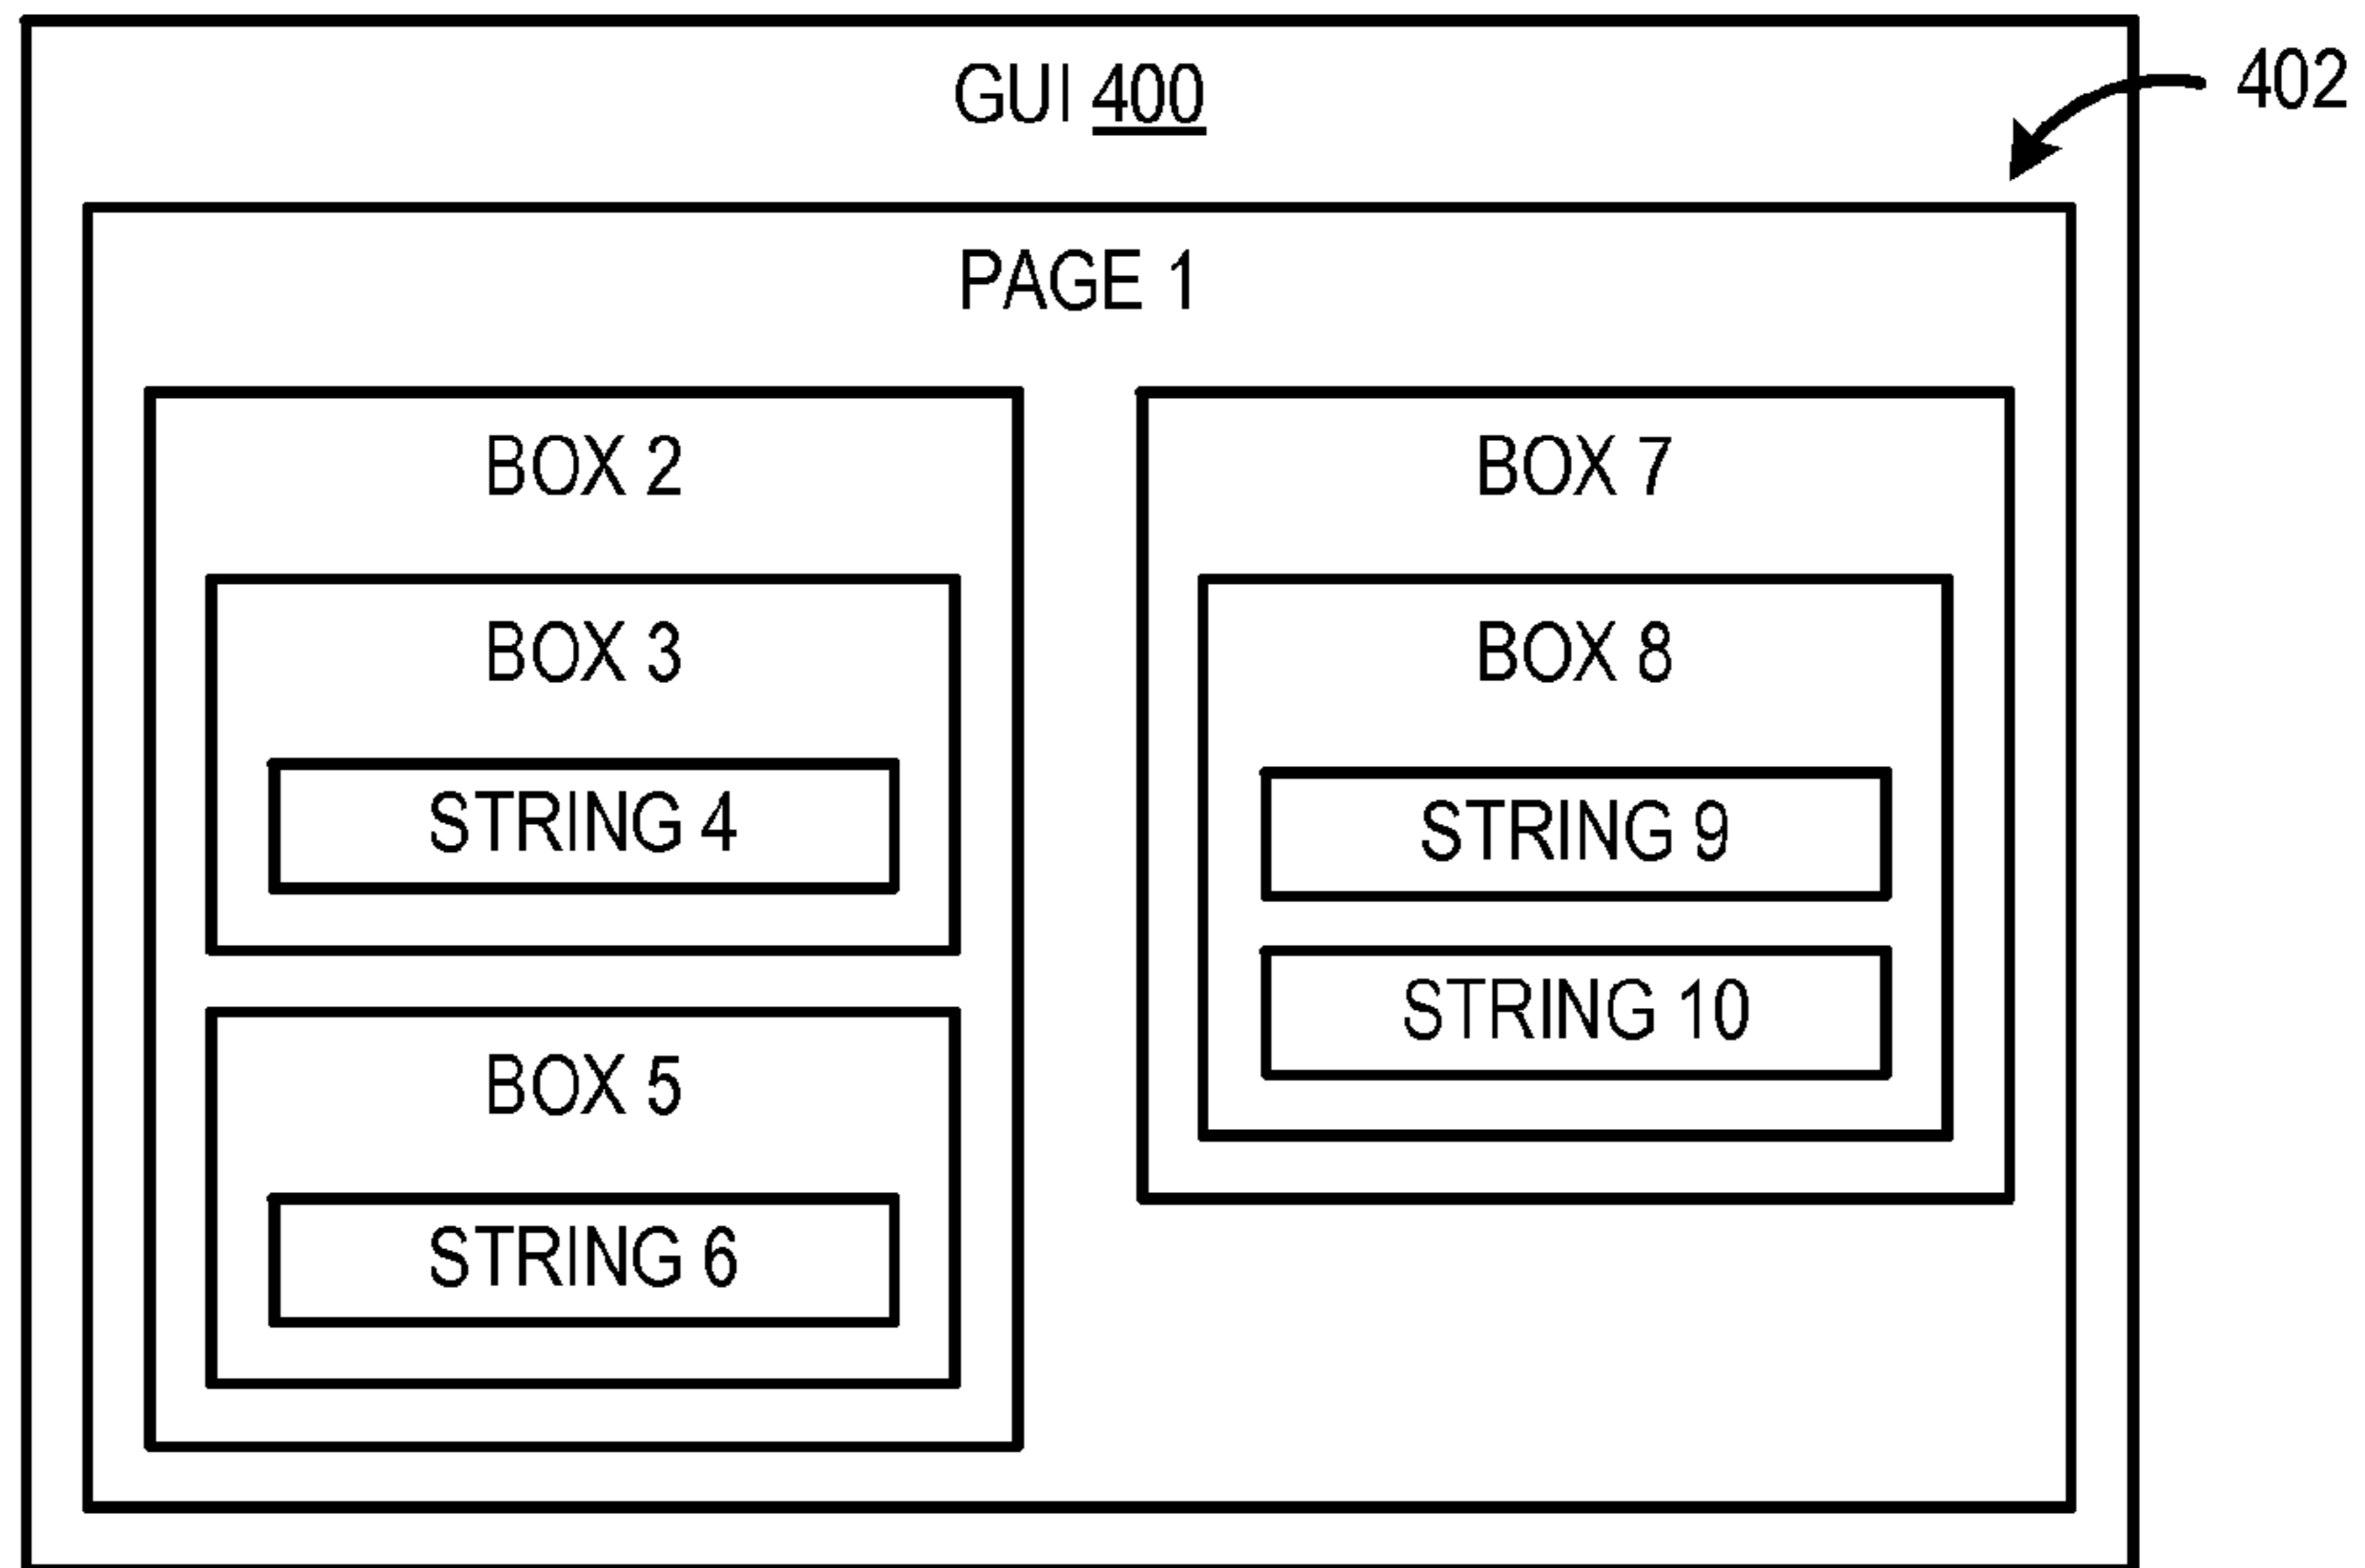 GUI 400
402
PAGE 1
BOX 2
BOX 3
STRING 4
BOX 5
STRING 6
BOX 7
BOX 8
STRING 9
STRING 10